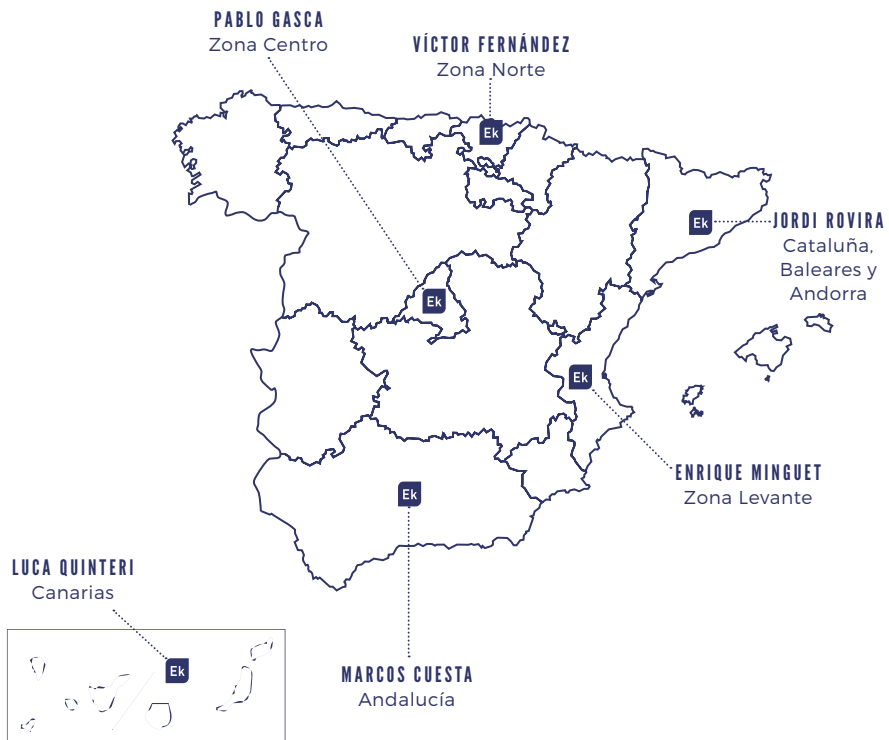 PABLO GASCA
Zona Centro
VÍCTOR FERNÁNDEZ
Zona Norte
Ek
Ek
JORDI ROVIRA
Cataluña,
Baleares y
Andorra
Ek
Ek
ENRIQUE MINGUET
Zona Levante
Ek
LUCA QUINTERI
Canarias
Ek
MARCOS CUESTA
Andalucía